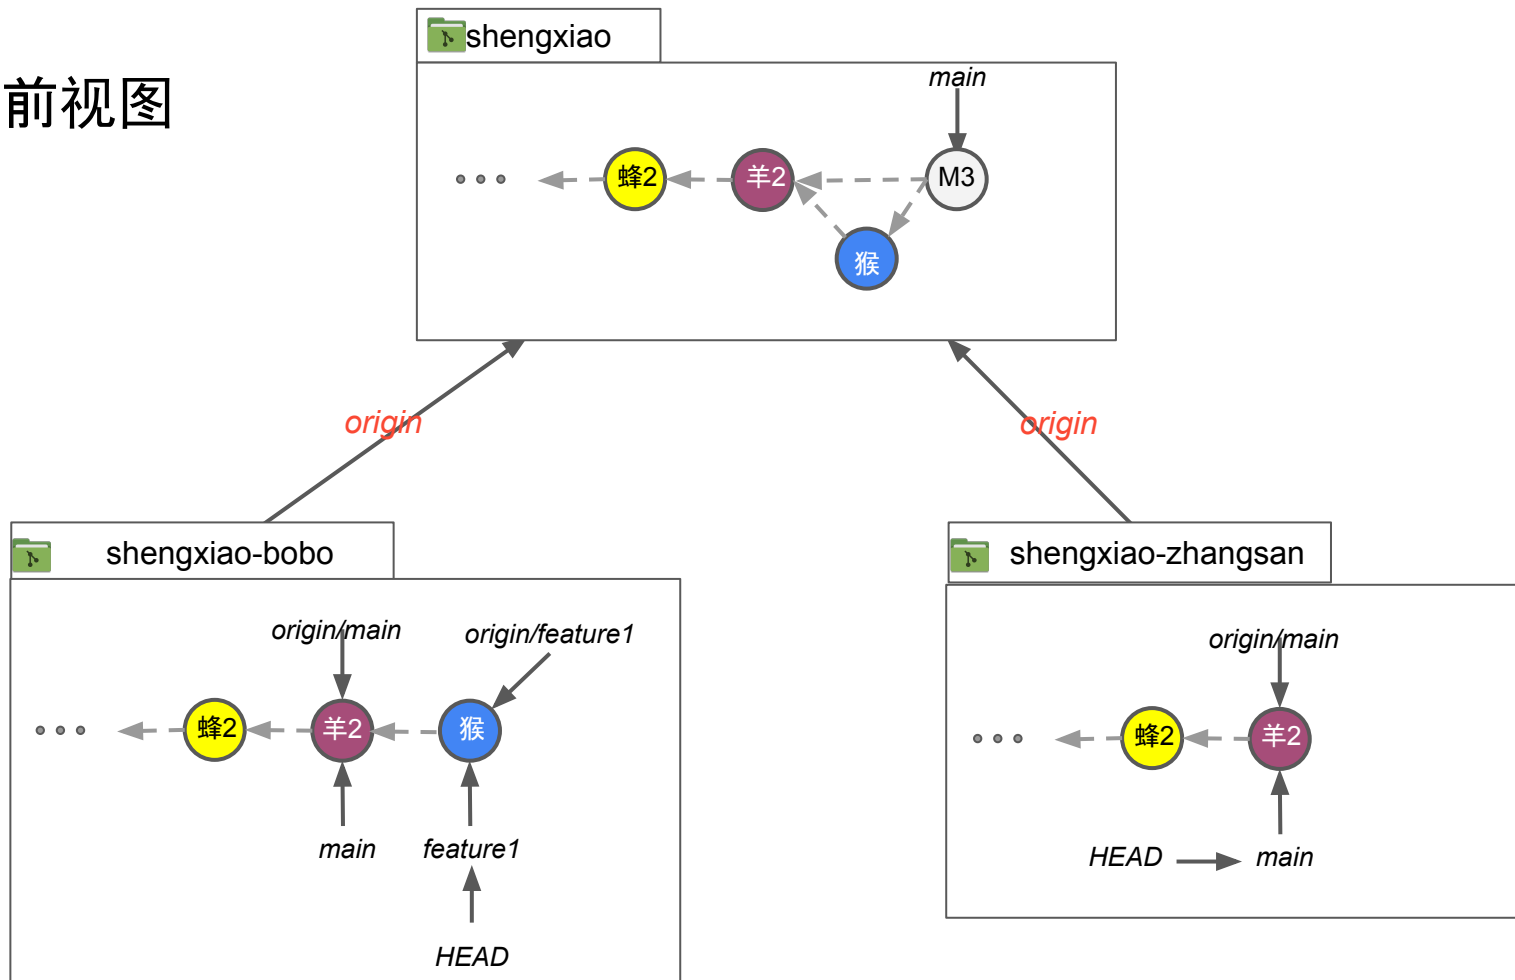 shengxiao
前视图
main
蜂2
羊2
M3
猴
origin
origin
shengxiao-bobo
origin/main
origin/feature1
蜂2
羊2
猴
main
feature1
HEAD
shengxiao-zhangsan
origin/main
蜂2
羊2
HEAD
main